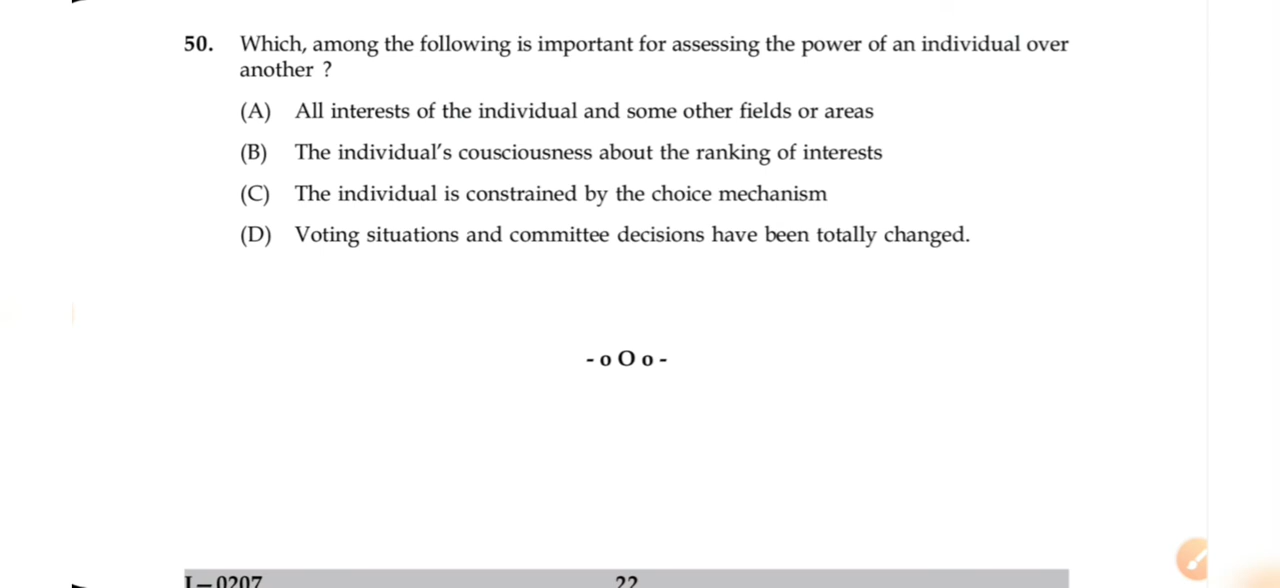 50. Which, among the following is important for assessing the power of an individual over
another ?
(A) All interests of the individual and some other fields or areas
(B) The individual's cousciousness about the ranking of interests
(C) The individual is constrained by the choice mechanism
(D) Voting situations and committee decisions have been totally changed.
- o O o -
I – 0207 22